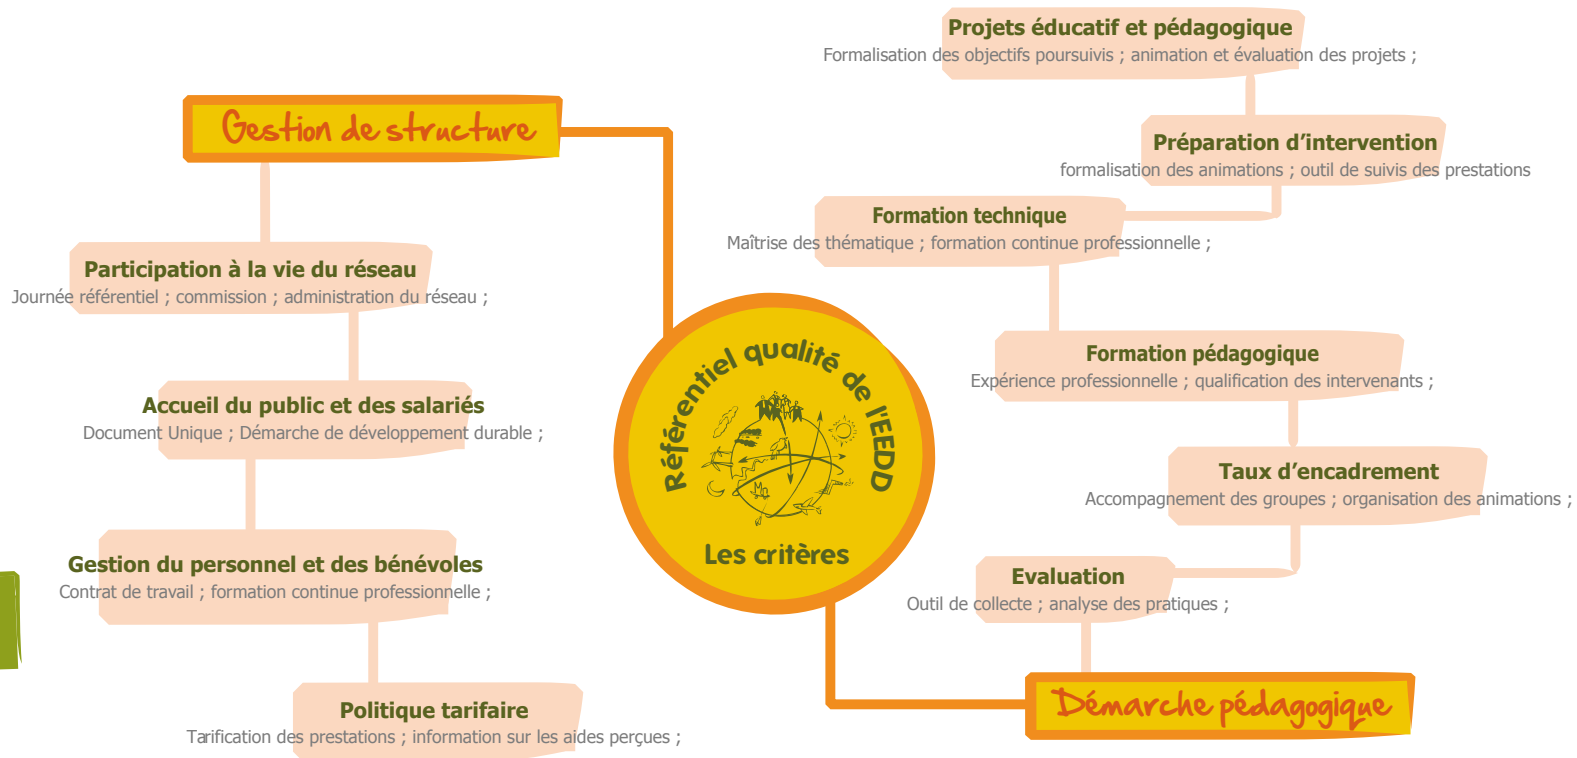 Gestion de structure
Participation à la vie du réseau
Journée référentiel ; commission ; administration du réseau ;
Accueil du public et des salariés
Document Unique ; Démarche de développement durable ;
Gestion du personnel et des bénévoles
Contrat de travail ; formation continue professionnelle ;
Politique tarifaire
Tarification des prestations ; information sur les aides perçues ;
Référentiel qualité de l'EEDD
Les critères
Projets éducatif et pédagogique
Formalisation des objectifs poursuivis ; animation et évaluation des projets ;
Préparation d’intervention
formalisation des animations ; outil de suivis des prestations
Formation technique
Maîtrise des thématique ; formation continue professionnelle ;
Formation pédagogique
Expérience professionnelle ; qualification des intervenants ;
Taux d’encadrement
Accompagnement des groupes ; organisation des animations ;
Evaluation
Outil de collecte ; analyse des pratiques ;
Démarche pédagogique